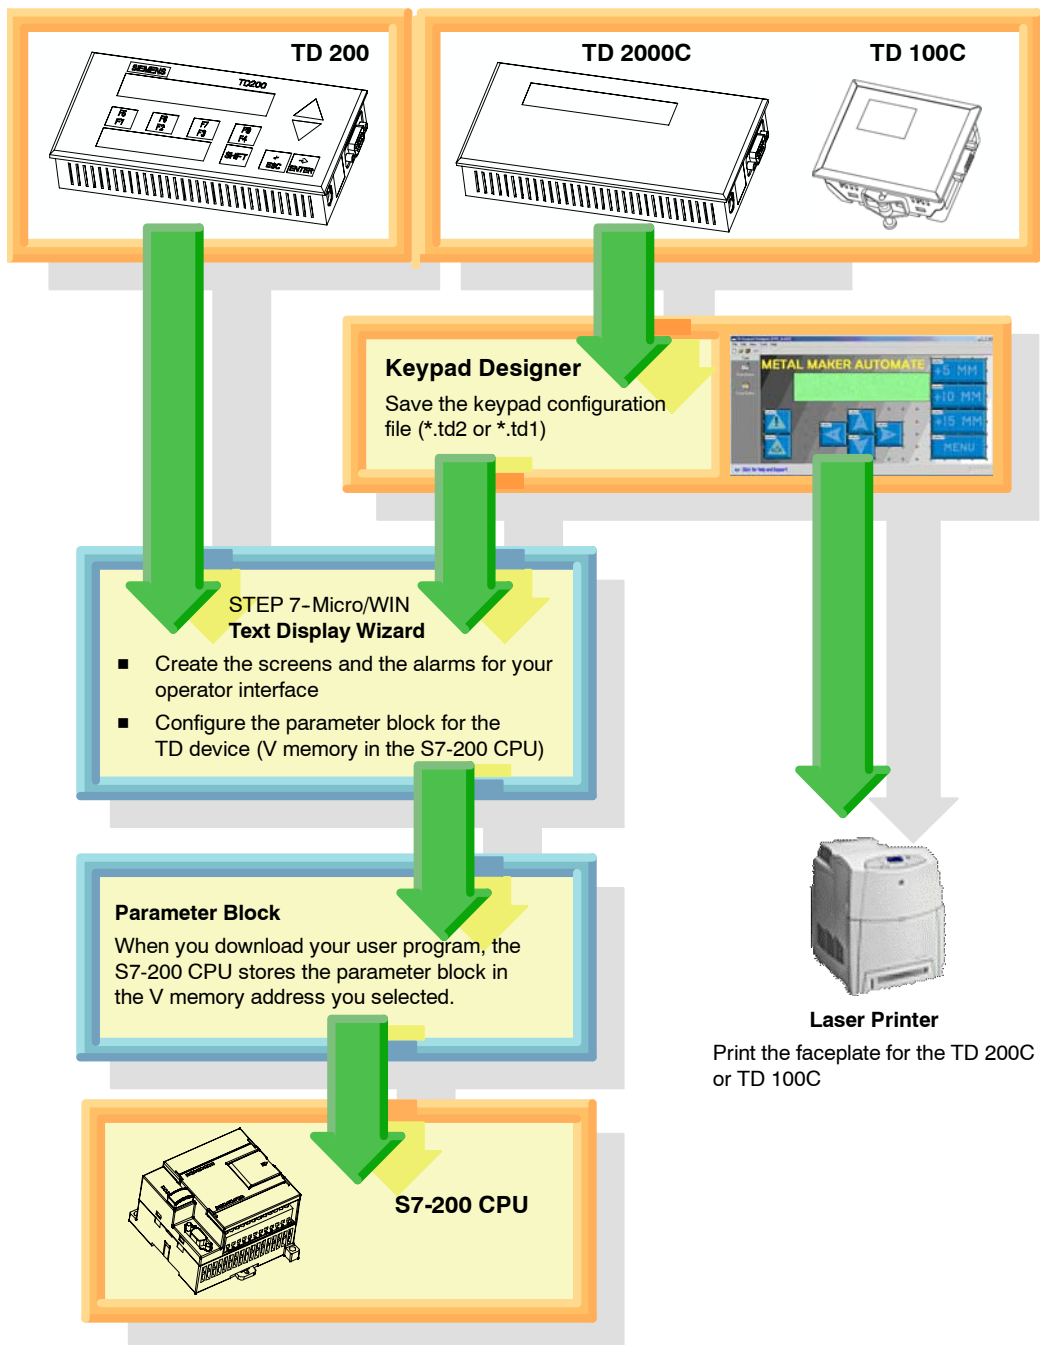 TD 200
TD 2000C
TD 100C
SIEMENS
TD200
F5
F1
F6
F2
F7
F3
F8
F4
SHIFT
ESC
ENTER
Keypad Designer
Save the keypad configuration
file (*.td2 or *.td1)
METAL MAKER AUTOMATE
+5 MM
+10 MM
+15 MM
MENU
STEP 7-Micro/WIN
Text Display Wizard
■ Create the screens and the alarms for your
operator interface
■ Configure the parameter block for the
TD device (V memory in the S7-200 CPU)
Parameter Block
When you download your user program, the
S7-200 CPU stores the parameter block in
the V memory address you selected.
Laser Printer
Print the faceplate for the TD 200C
or TD 100C
S7-200 CPU